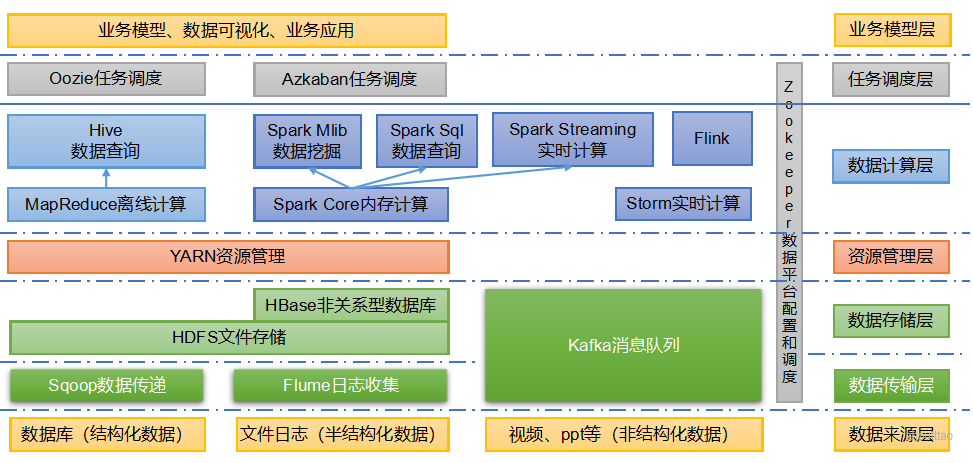 业务模型、数据可视化、业务应用
业务模型层
Oozie任务调度
Azkaban任务调度
任务调度层
Hive
数据查询
Spark Mlib
数据挖掘
Spark Sql
数据查询
Spark Streaming
实时计算
Flink
Zookeeper数据平台配置和调度
数据计算层
MapReduce离线计算
Spark Core内存计算
Storm实时计算
YARN资源管理
资源管理层
HBase非关系型数据库
HDFS文件存储
Kafka消息队列
数据存储层
Sqoop数据传递
Flume日志收集
数据传输层
数据库（结构化数据）
文件日志（半结构化数据）
视频、ppt等（非结构化数据）
数据来源层